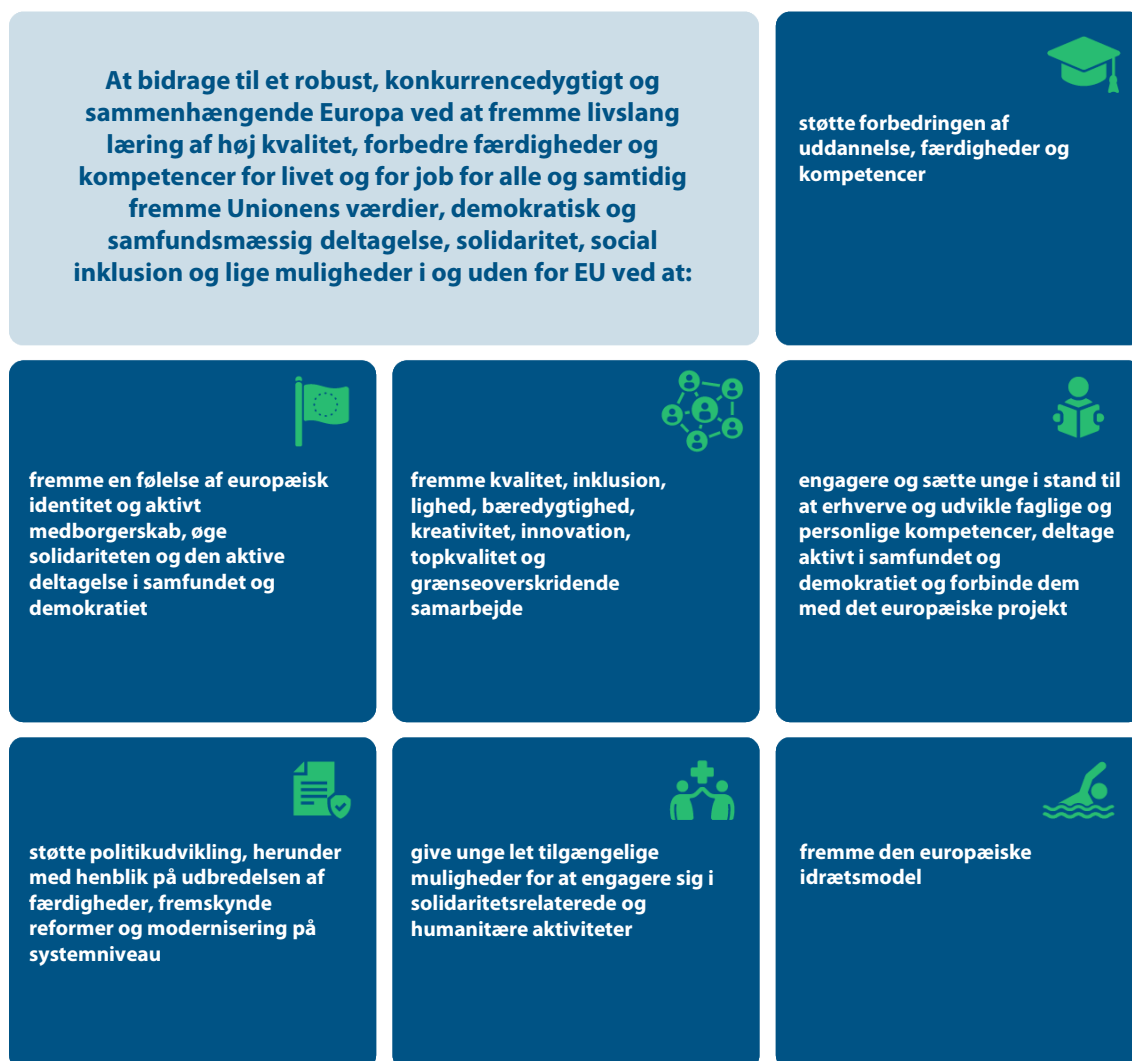 At bidrage til et robust, konkurrencedygtigt og
sammenhængende Europa ved at fremme livslang
læring af høj kvalitet, forbedre færdigheder og
kompetencer for livet og for job for alle og samtidig
fremme Unionens værdier, demokratisk og
samfundsmæssig deltagelse, solidaritet, social
inklusion og lige muligheder i og uden for EU ved at:
støtte forbedringen af
uddannelse, færdigheder og
kompetencer
fremme en følelse af europæisk
identitet og aktivt
medborgerskab, øge
solidariteten og den aktive
deltagelse i samfundet og
demokratiet
fremme kvalitet, inklusion,
lighed, bæredygtighed,
kreativitet, innovation,
topkvalitet og
grænseoverskridende
samarbejde
engagere og sætte unge i stand til
at erhverve og udvikle faglige og
personlige kompetencer, deltage
aktivt i samfundet og
demokratiet og forbinde dem
med det europæiske projekt
støtte politikudvikling, herunder
med henblik på udbredelsen af
færdigheder, fremskynde
reformer og modernisering på
systemniveau
give unge let tilgængelige
muligheder for at engagere sig i
solidaritetsrelaterede og
humanitære aktiviteter
fremme den europæiske
idrætsmodel